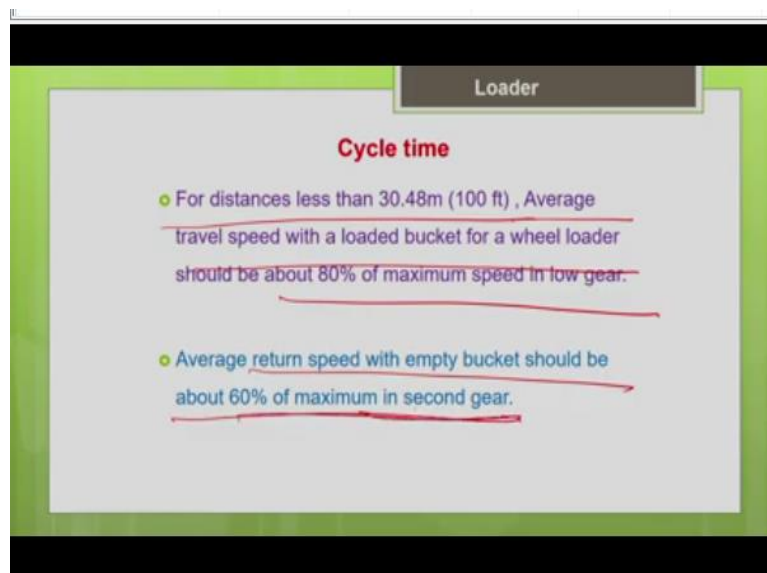 Loader
Cycle time
For distances less than 30.48m (100 ft) , Average
travel speed with a loaded bucket for a wheel loader
should be about 80% of maximum speed in low gear.
Average return speed with empty bucket should be
about 60% of maximum in second gear.